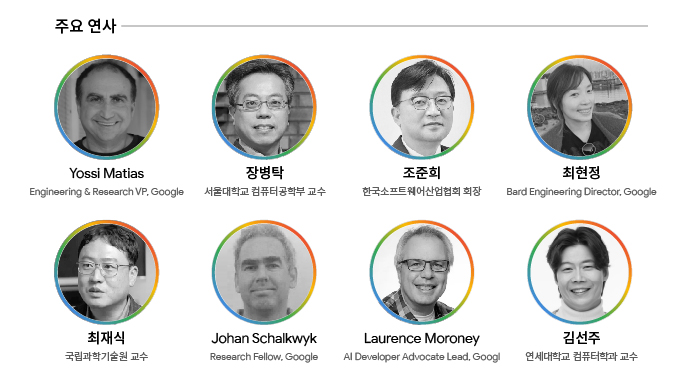 주요 연사
Yossi Matias
Engineering & Research VP, Google
장병탁
서울대학교 컴퓨터공학부 교수
조준희
한국소프트웨어산업협회 회장
최현정
Bard Engineering Director, Google
최재식
국립과학기술원 교수
Johan Schalkwyk
Research Fellow, Google
Laurence Moroney
AI Developer Advocate Lead, Googl
김선주
연세대학교 컴퓨터학과 교수